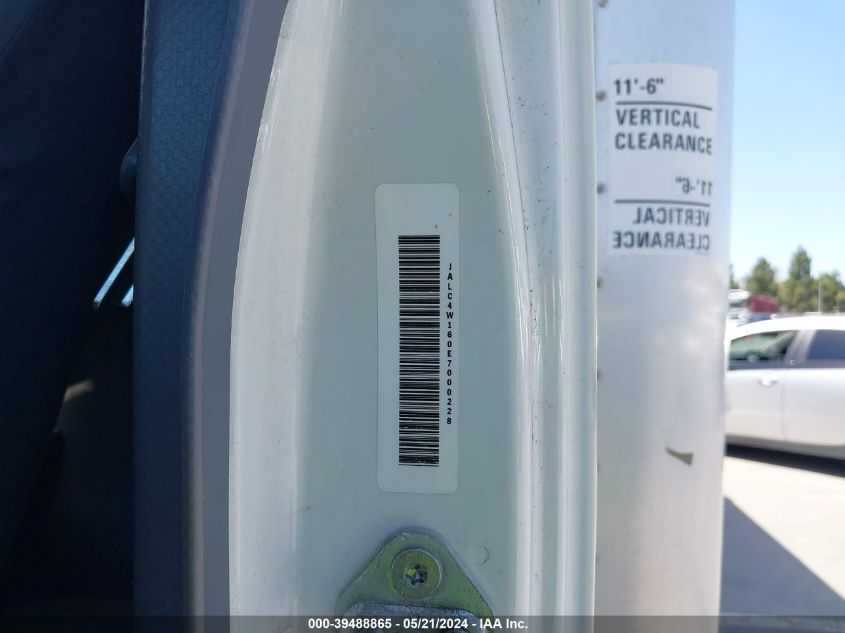 11'-6"
VERTICAL
CLEARANCE
11'-6"
VERTICAL
CLEARANCE
JALC4W160E7000228
000-39488865 - 05/21/2024 - IAA Inc.